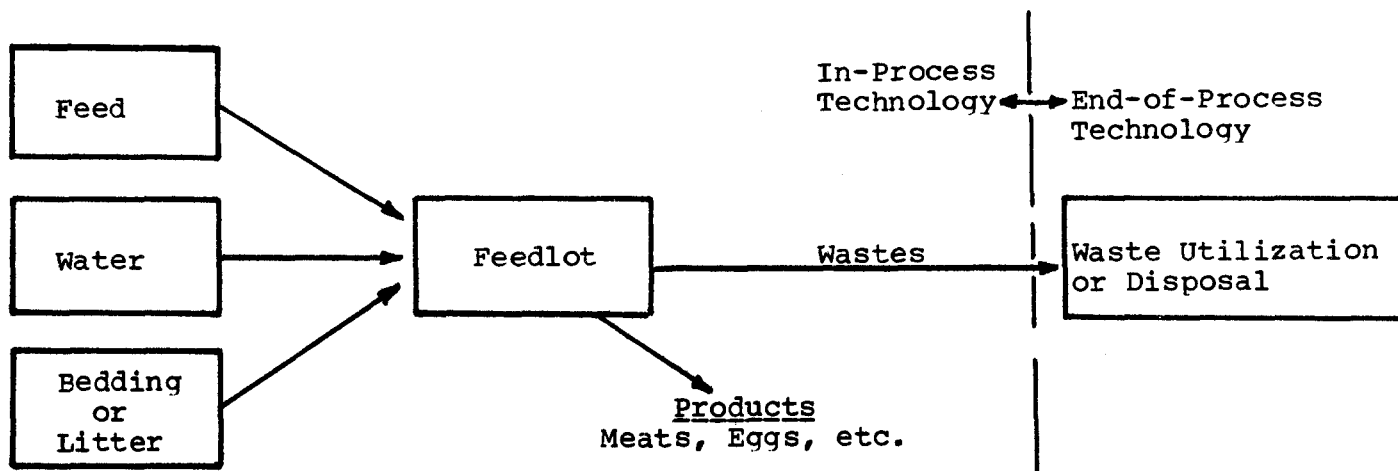 Feed
Water
Bedding
or
Litter
Feedlot
Wastes
Products
Meats, Eggs, etc.
In-Process
Technology
End-of-Process
Technology
Waste Utilization
or Disposal